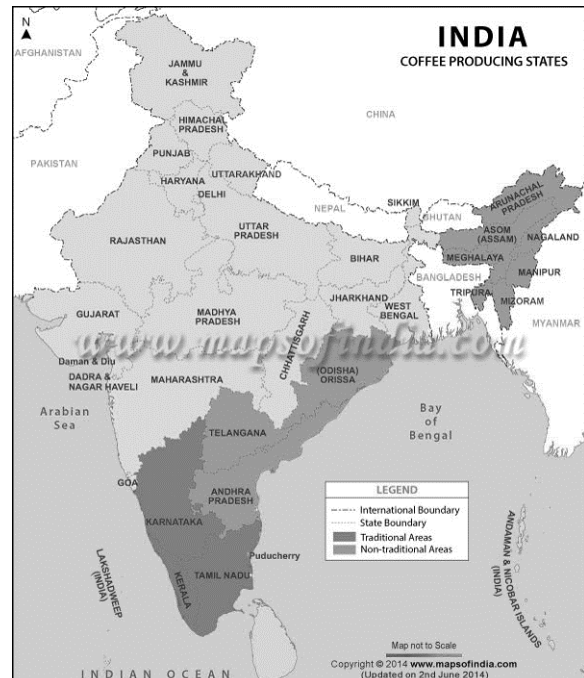 N
INDIA
COFFEE PRODUCING STATES
AFGHANISTAN
JAMMU
&
KASHMIR
CHINA
HIMACHAL
PRADESH
PAKISTAN
PUNJAB
UTTARAKHAND
HARYANA
DELHI
NEPAL
SIKKIM
BHUTAN
ARUNACHAL
PRADESH
RAJASTHAN
UTTAR
PRADESH
ASOM
(ASSAM)
NAGALAND
BIHAR
MEGHALAYA
BANGLADESH
MANIPUR
TRIPURA
MIZORAM
JHARKHAND
WEST
BENGAL
GUJARAT
MADHYA
PRADESH
CHHATTISGARH
MYANMAR
www.mapsofindia.com
Daman & Diu
DADRA &
NAGAR HAVELI
MAHARASHTRA
(ODISHA)
ORISSA
Arabian
Sea
Bay
of
Bengal
TELANGANA
GOA
ANDHRA
PRADESH
KARNATAKA
LEGEND
International Boundary
State Boundary
Traditional Areas
Non-traditional Areas
Puducherry
TAMIL NADU
KERALA
LAKSHADWEEP
(INDIA)
ANDAMAN & NICOBAR ISLANDS
(INDIA)
Map not to Scale
Copyright © 2014 www.mapsofindia.com
(Updated on 2nd June 2014)
INDIAN OCEAN